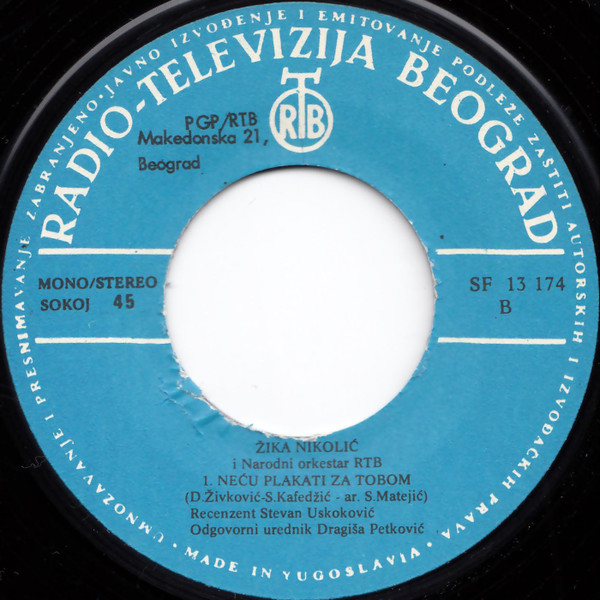 UMNOŽAVANJE I PRESNIMAVANJE ZABRANJENO·JAVNO IZVOĐENJE I EMITOVANJE PODLEŽE ZAŠTITI AUTORSKIH I IZVOĐAČKIH PRAVA·
RADIO-TELEVIZIJA BEOGRAD
RTB
PGP/RTB
Makedonska 21,
Beograd
MONO/STEREO
SOKOJ 45
SF 13 174
B
ŽIKA NIKOLIĆ
i Narodni orkestar RTB
1. NEĆU PLAKATI ZA TOBOM
(D.Živković-S.Kafedžić - ar. S.Matejić)
Recenzent Stevan Uskoković
Odgovorni urednik Dragiša Petković
·MADE IN YUGOSLAVIA·